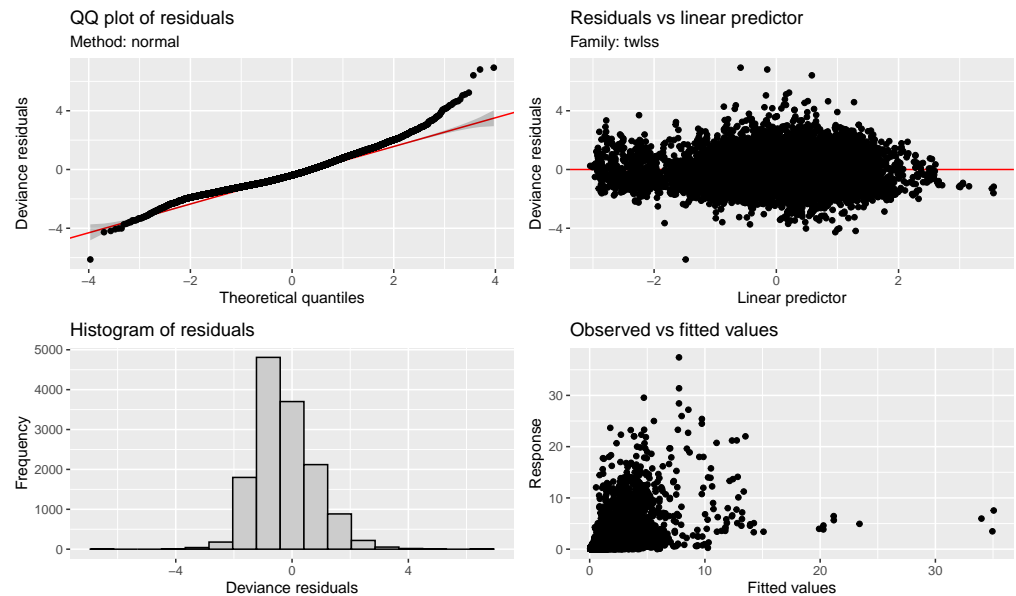 QQ plot of residuals
Method: normal
Deviance residuals
4
0
−4
−4
−2
0
2
4
Theoretical quantiles
Residuals vs linear predictor
Family: twlss
Deviance residuals
4
0
−4
−2
0
2
Linear predictor
Histogram of residuals
Frequency
5000
4000
3000
2000
1000
0
−4
0
4
Deviance residuals
Observed vs fitted values
Response
30
20
10
0
0
10
20
30
Fitted values